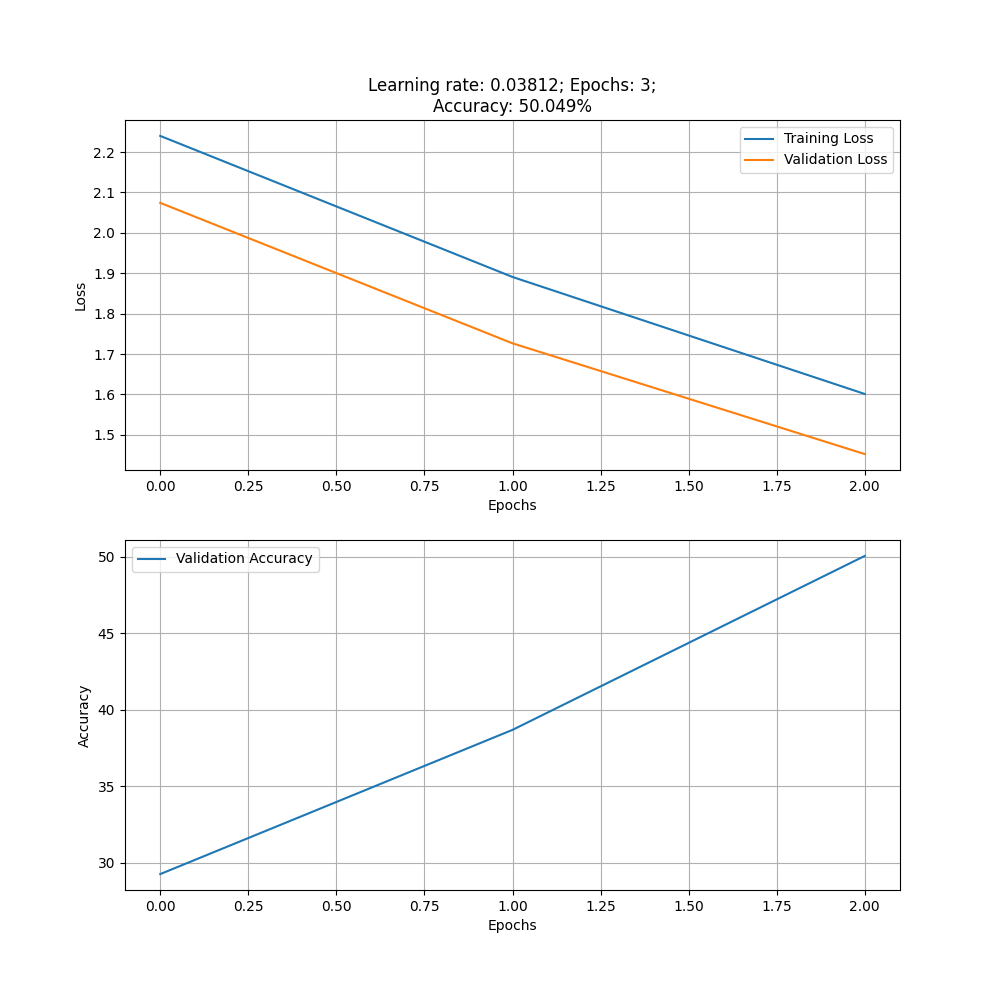 Learning rate: 0.03812; Epochs: 3;
Accuracy: 50.049%
Training Loss
Validation Loss
2.2
2.1
2.0
1.9
1.8
1.7
1.6
1.5
Loss
0.00 0.25 0.50 0.75 1.00 1.25 1.50 1.75 2.00
Epochs
Validation Accuracy
50
45
40
35
30
Accuracy
0.00 0.25 0.50 0.75 1.00 1.25 1.50 1.75 2.00
Epochs